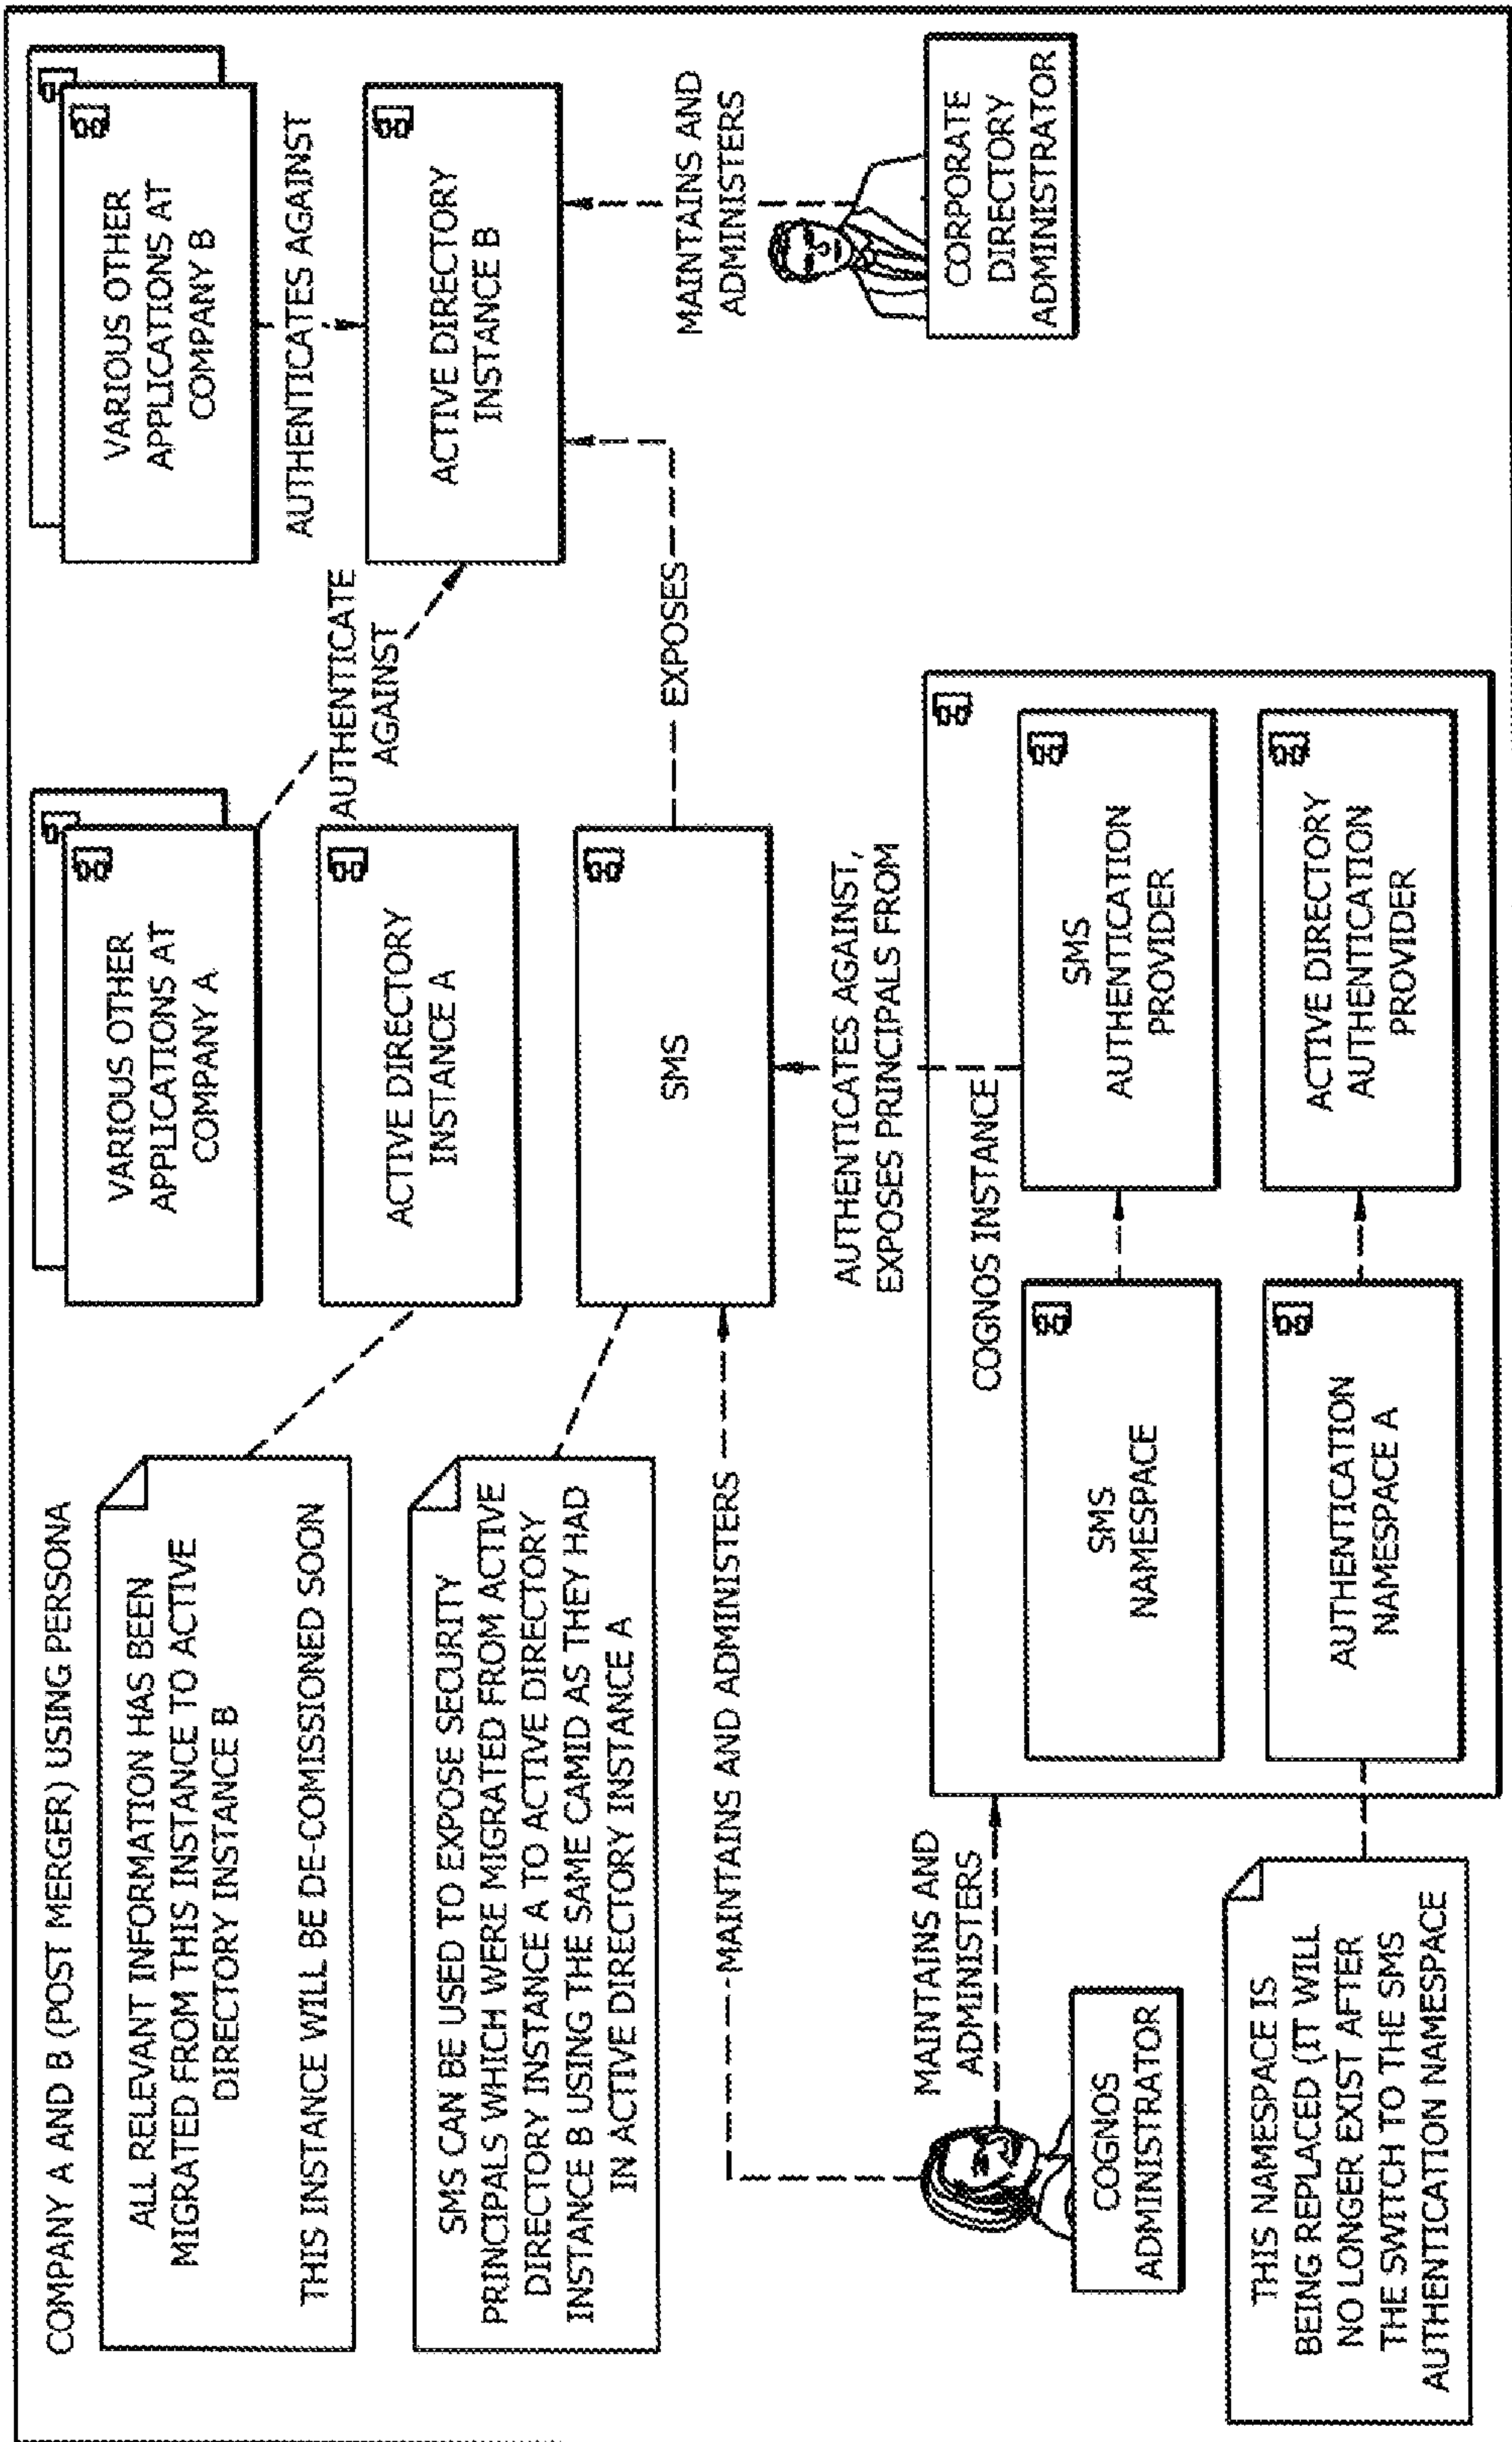 COMPANY A AND B (POST MERGER) USING PERSONA
ALL RELEVANT INFORMATION HAS BEEN
MIGRATED FROM THIS INSTANCE TO ACTIVE
DIRECTORY INSTANCE B
THIS INSTANCE WILL BE DE-COMISSIONED SOON
VARIOUS OTHER
APPLICATIONS AT
COMPANY A
VARIOUS OTHER
APPLICATIONS AT
COMPANY B
AUTHENTICATES AGAINST
AUTHENTICATE
AGAINST
ACTIVE DIRECTORY
INSTANCE A
ACTIVE DIRECTORY
INSTANCE B
SMS CAN BE USED TO EXPOSE SECURITY
PRINCIPALS WHICH WERE MIGRATED FROM ACTIVE
DIRECTORY INSTANCE A TO ACTIVE DIRECTORY
INSTANCE B USING THE SAME CAMID AS THEY HAD
IN ACTIVE DIRECTORY INSTANCE A
SMS
EXPOSES
MAINTAINS AND
ADMINISTERS
MAINTAINS AND ADMINISTERS
AUTHENTICATES AGAINST,
EXPOSES PRINCIPALS FROM
CORPORATE
DIRECTORY
ADMINISTRATOR
MAINTAINS AND
ADMINISTERS
COGNOS
ADMINISTRATOR
COGNOS INSTANCE
SMS
NAMESPACE
SMS
AUTHENTICATION
PROVIDER
AUTHENTICATION
NAMESPACE A
ACTIVE DIRECTORY
AUTHENTICATION
PROVIDER
THIS NAMESPACE IS
BEING REPLACED (IT WILL
NO LONGER EXIST AFTER
THE SWITCH TO THE SMS
AUTHENTICATION NAMESPACE